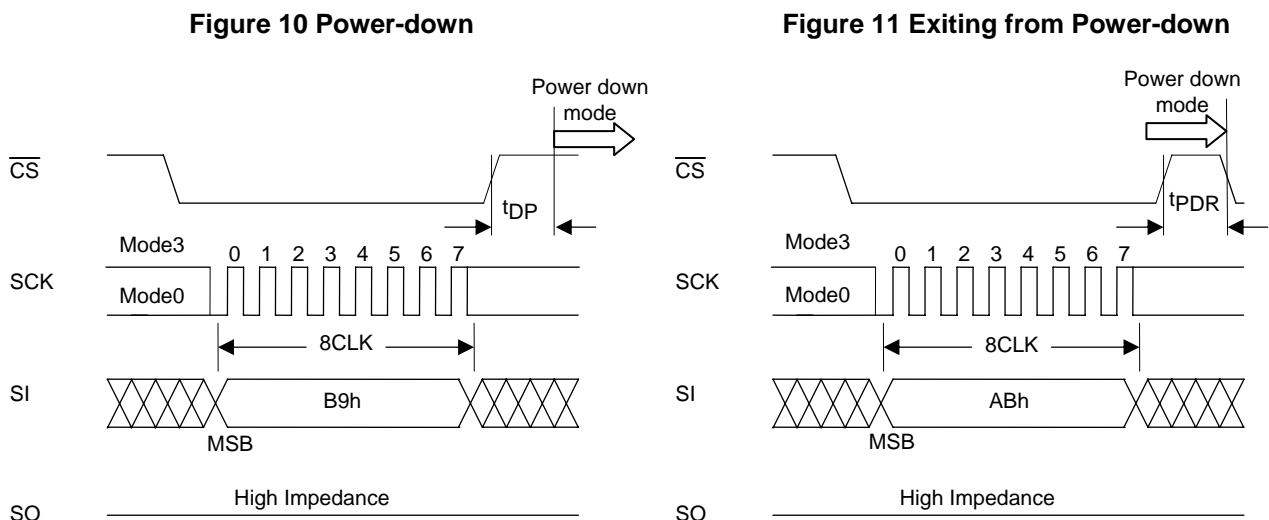 Figure 10 Power-down
Power down
mode
CS
tDP
Mode3
0 1 2 3 4 5 6 7
SCK
Mode0
8CLK
SI
B9h
MSB
High Impedance
SO
Figure 11 Exiting from Power-down
Power down
mode
CS
tPDR
Mode3
0 1 2 3 4 5 6 7
SCK
Mode0
8CLK
SI
ABh
MSB
High Impedance
SO